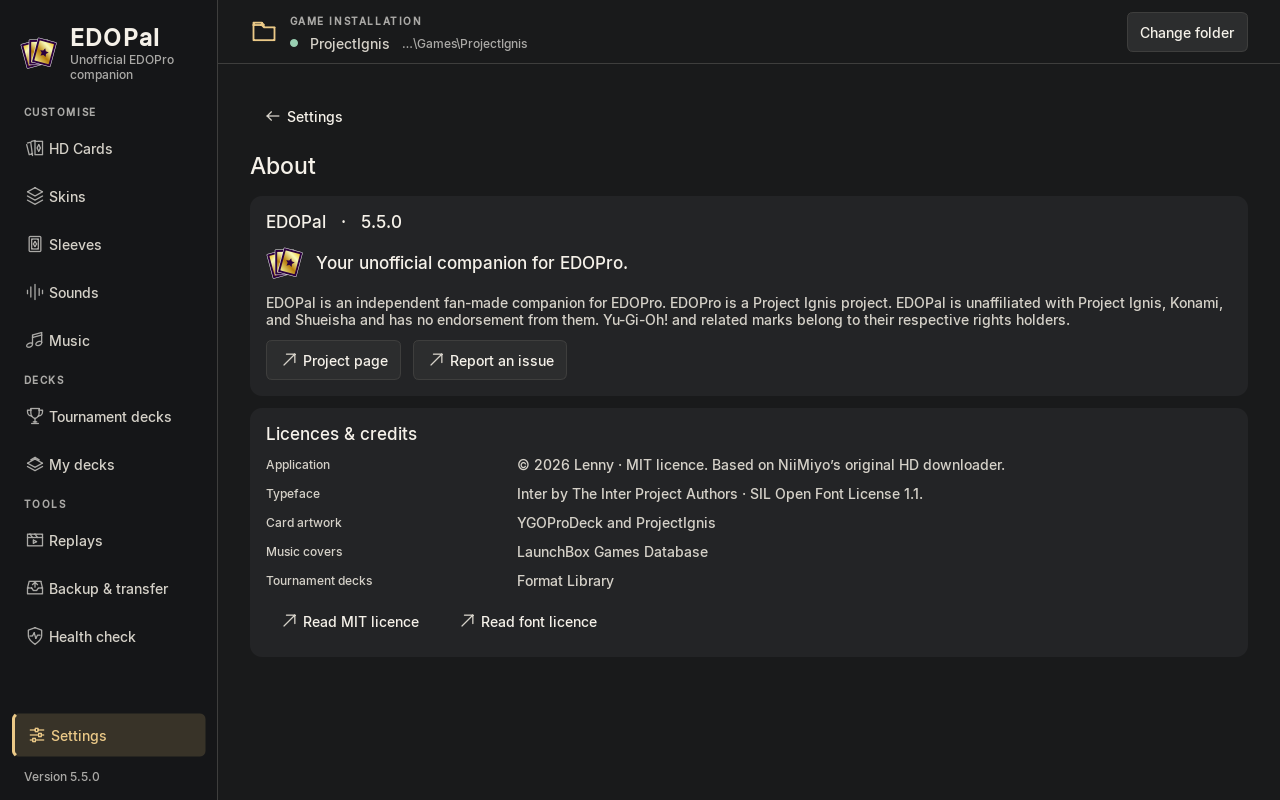 EDOPal
Unofficial EDOPro
companion
CUSTOMISE
HD Cards
Skins
Sleeves
Sounds
Music
DECKS
Tournament decks
My decks
TOOLS
Replays
Backup & transfer
Health check
Settings
Version 5.5.0
GAME INSTALLATION
ProjectIgnis ...\Games\ProjectIgnis
Change folder
Settings
About
EDOPal · 5.5.0
Your unofficial companion for EDOPro.
EDOPal is an independent fan-made companion for EDOPro. EDOPro is a Project Ignis project. EDOPal is unaffiliated with Project Ignis, Konami,
and Shueisha and has no endorsement from them. Yu-Gi-Oh! and related marks belong to their respective rights holders.
Project page Report an issue
Licences & credits
Application © 2026 Lenny · MIT licence. Based on NiiMiyo’s original HD downloader.
Typeface Inter by The Inter Project Authors · SIL Open Font License 1.1.
Card artwork YGOProDeck and ProjectIgnis
Music covers LaunchBox Games Database
Tournament decks Format Library
Read MIT licence Read font licence